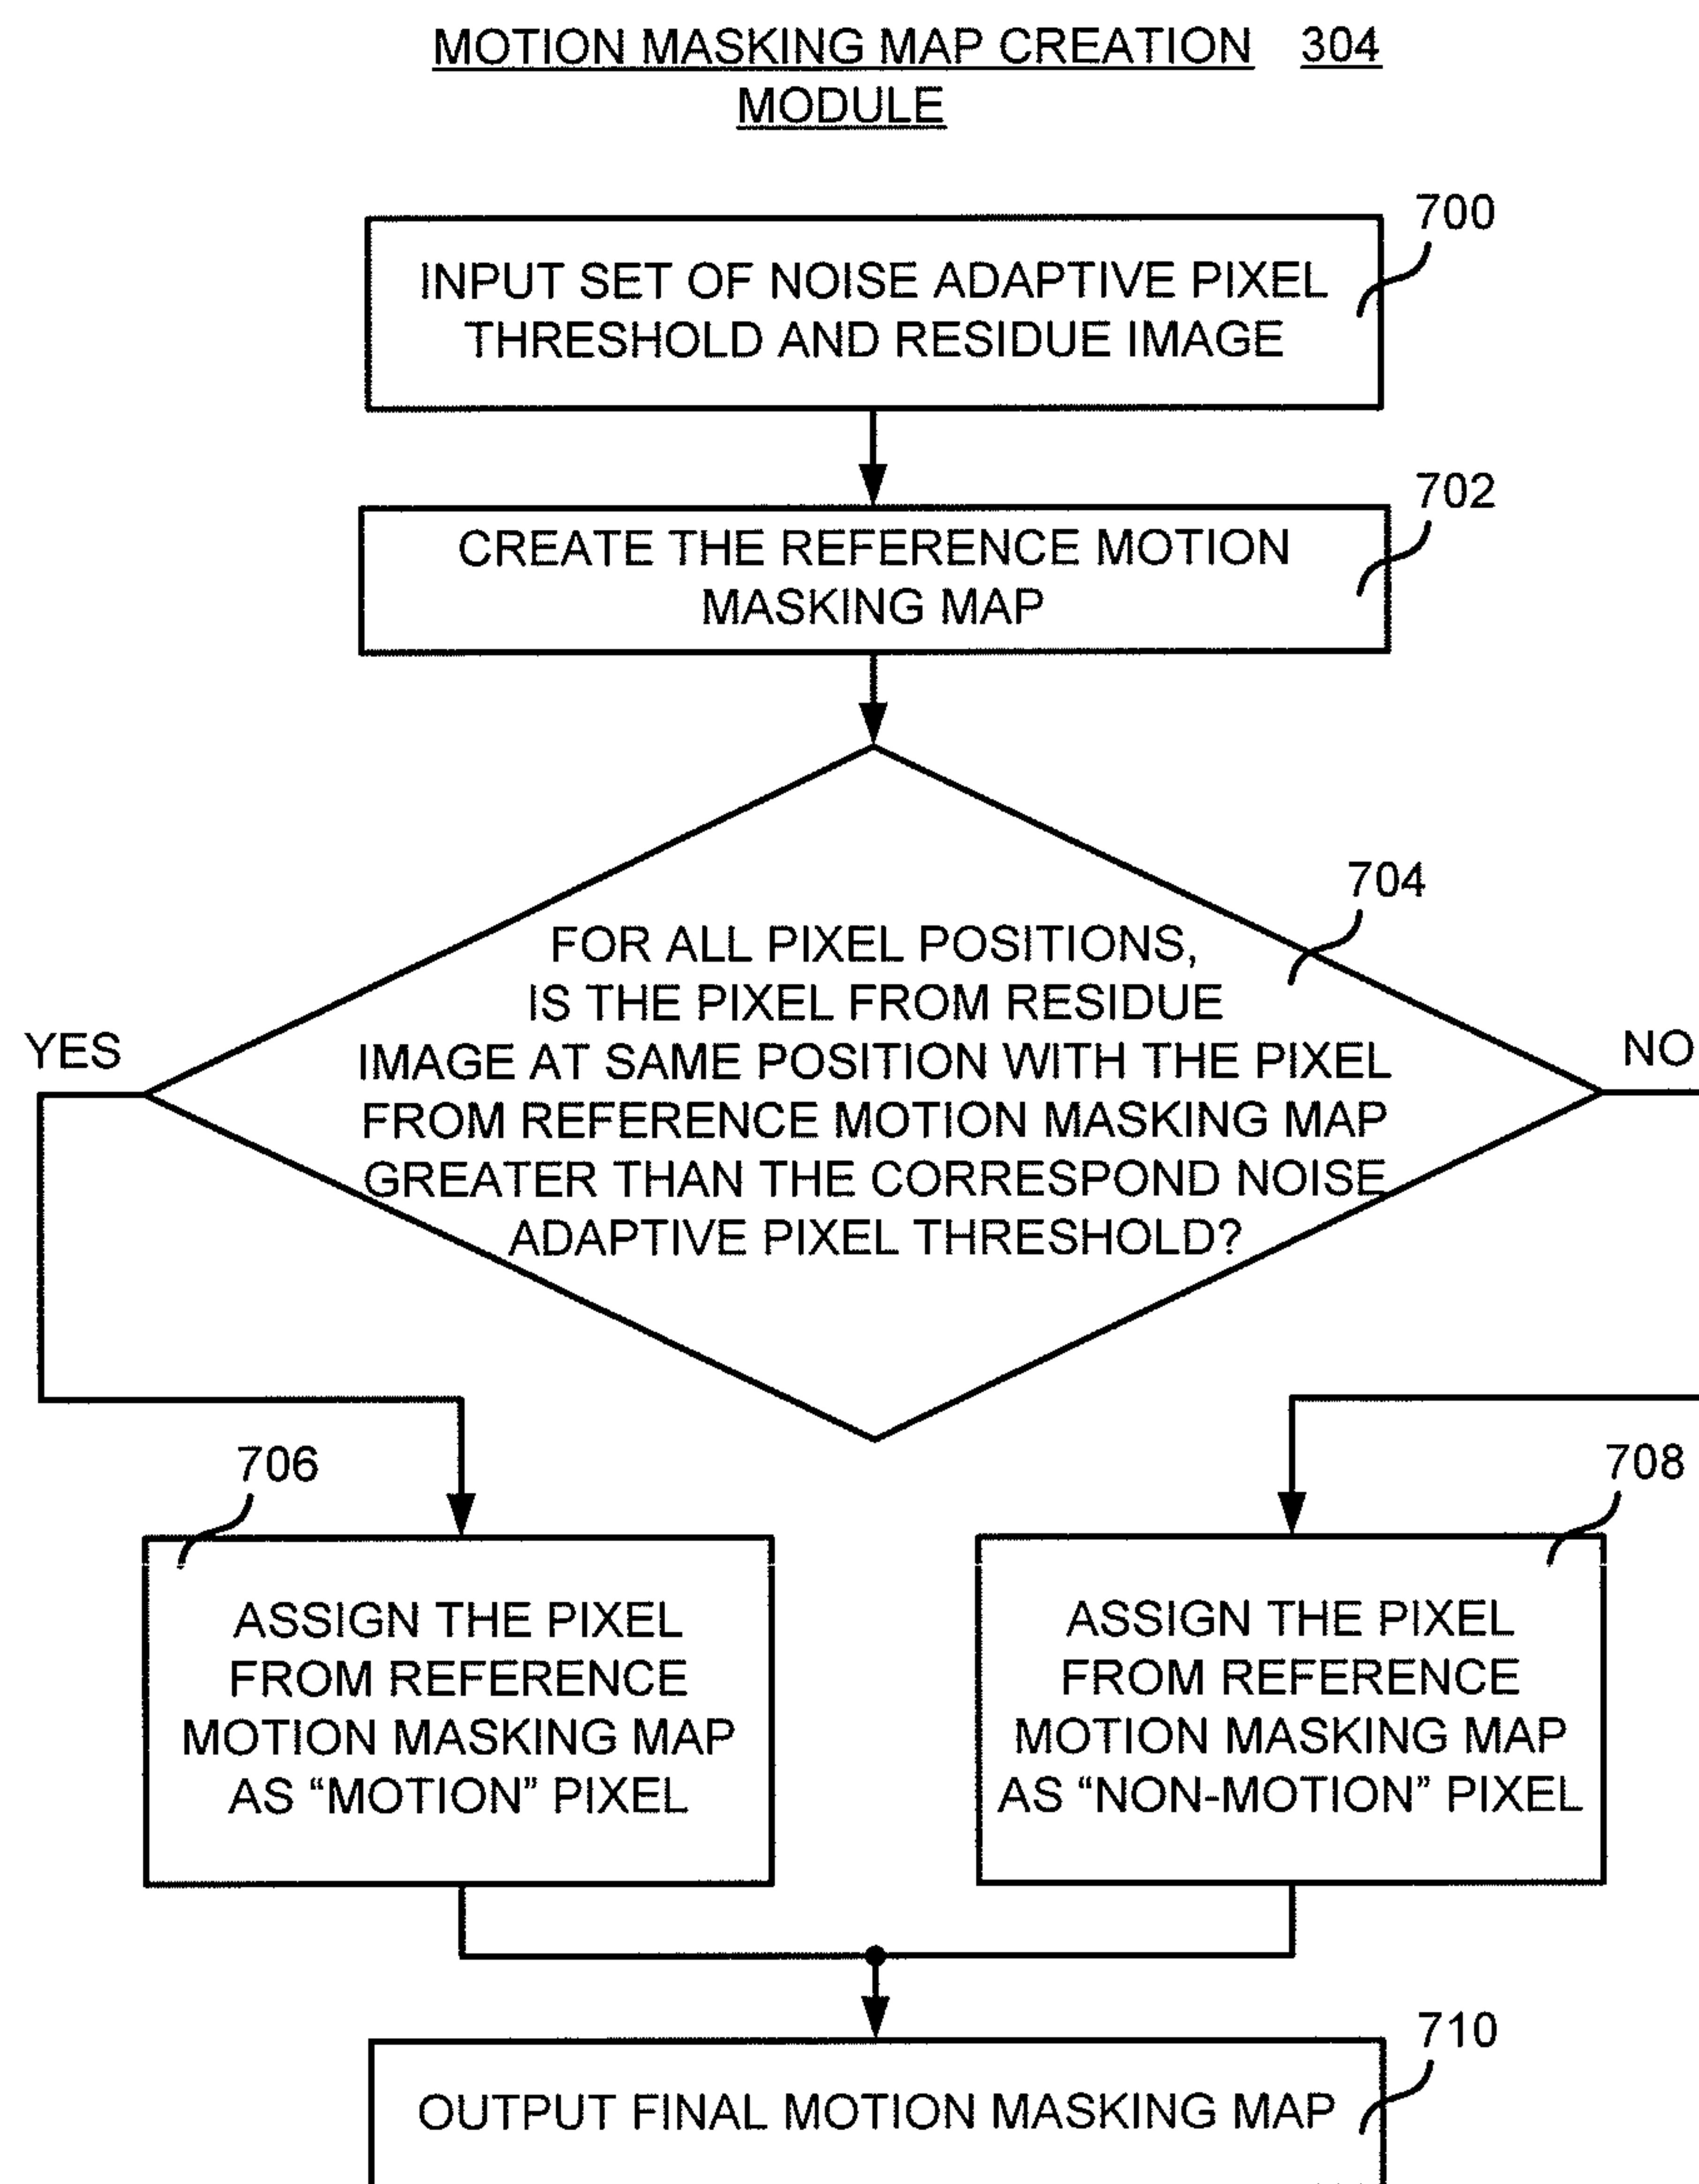 MOTION MASKING MAP CREATION 304
MODULE
700
INPUT SET OF NOISE ADAPTIVE PIXEL
THRESHOLD AND RESIDUE IMAGE
702
CREATE THE REFERENCE MOTION
MASKING MAP
704
FOR ALL PIXEL POSITIONS,
IS THE PIXEL FROM RESIDUE
IMAGE AT SAME POSITION WITH THE PIXEL
FROM REFERENCE MOTION MASKING MAP
GREATER THAN THE CORRESPOND NOISE
ADAPTIVE PIXEL THRESHOLD?
YES
NO
706
ASSIGN THE PIXEL
FROM REFERENCE
MOTION MASKING MAP
AS “MOTION” PIXEL
708
ASSIGN THE PIXEL
FROM REFERENCE
MOTION MASKING MAP
AS “NON-MOTION” PIXEL
710
OUTPUT FINAL MOTION MASKING MAP